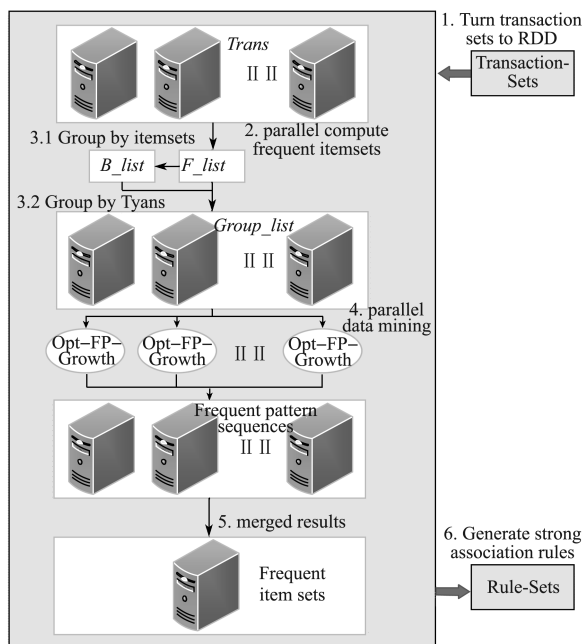 1. Turn transaction
sets to RDD
Transaction-
Sets
Trans
II II
2. parallel compute
frequent itemsets
3.1 Group by itemsets
B_list
F_list
3.2 Group by Tyans
Group_list
II II
4. parallel
data mining
Opt–FP–
Growth
Opt–FP–
Growth
II II
Opt–FP–
Growth
Frequent pattern
sequences
II II
5. merged results
Frequent
item sets
6. Generate strong
association rules
Rule-Sets